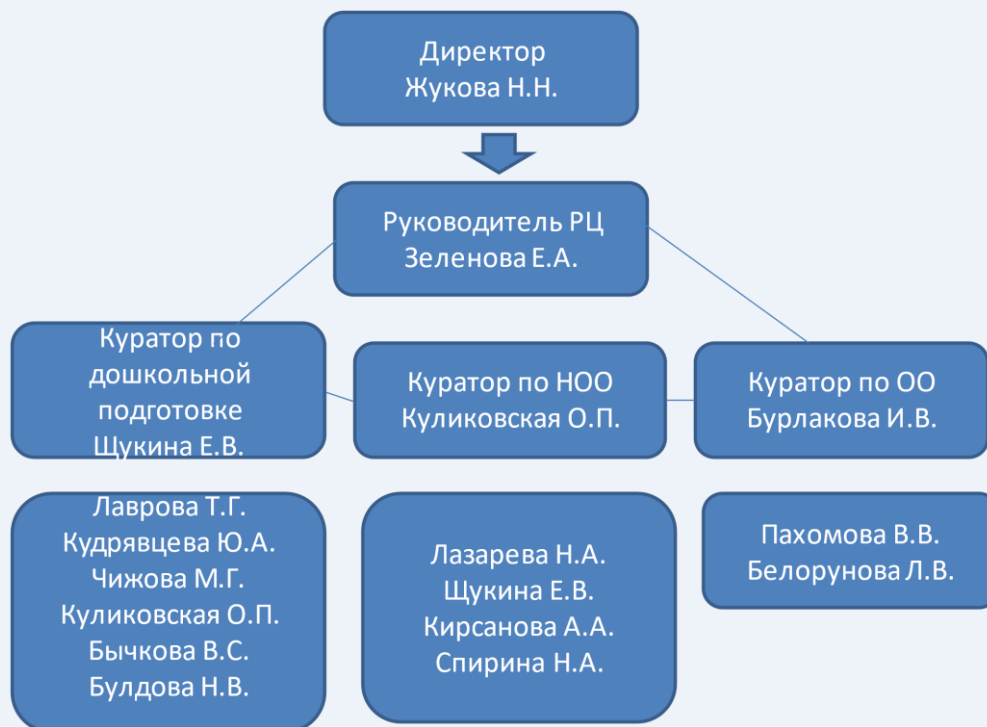 Директор
Жукова Н.Н.
Руководитель РЦ
Зеленова Е.А.
Куратор по
дошкольной
подготовке
Щукина Е.В.
Куратор по НОО
Куликовская О.П.
Куратор по ОО
Бурлакова И.В.
Лаврова Т.Г.
Кудрявцева Ю.А.
Чижова М.Г.
Куликовская О.П.
Бычкова В.С.
Булдова Н.В.
Лазарева Н.А.
Щукина Е.В.
Кирсанова А.А.
Спирина Н.А.
Пахомова В.В.
Белорунова Л.В.